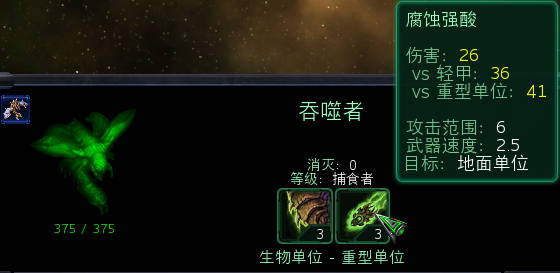 腐蚀强酸
伤害: 26
vs 轻甲: 36
vs 重型单位: 41
攻击范围: 6
武器速度: 2.5
目标: 地面单位
吞噬者
消灭: 0
等级: 捕食者
3
3
375 / 375
生物单位 - 重型单位